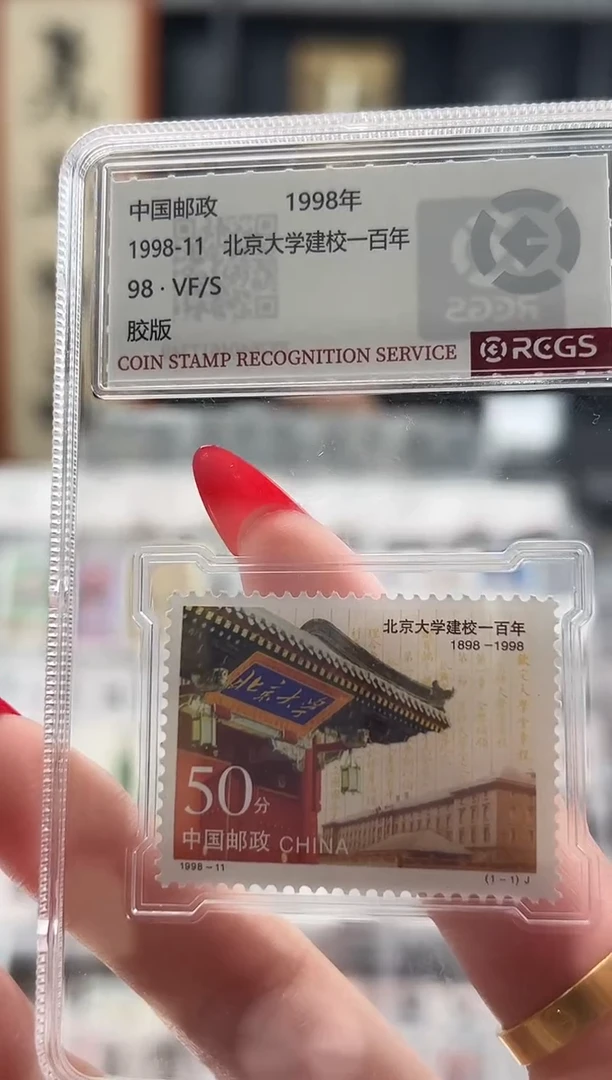 中国邮政 1998年
1998-11 北京大学建校一百年
98 · VF/S
胶版
COIN STAMP RECOGNITION SERVICE RCGS
北京大学建校一百年
1898-1998
学大京北
50分
中国邮政 CHINA
1998-11 (1-1) J